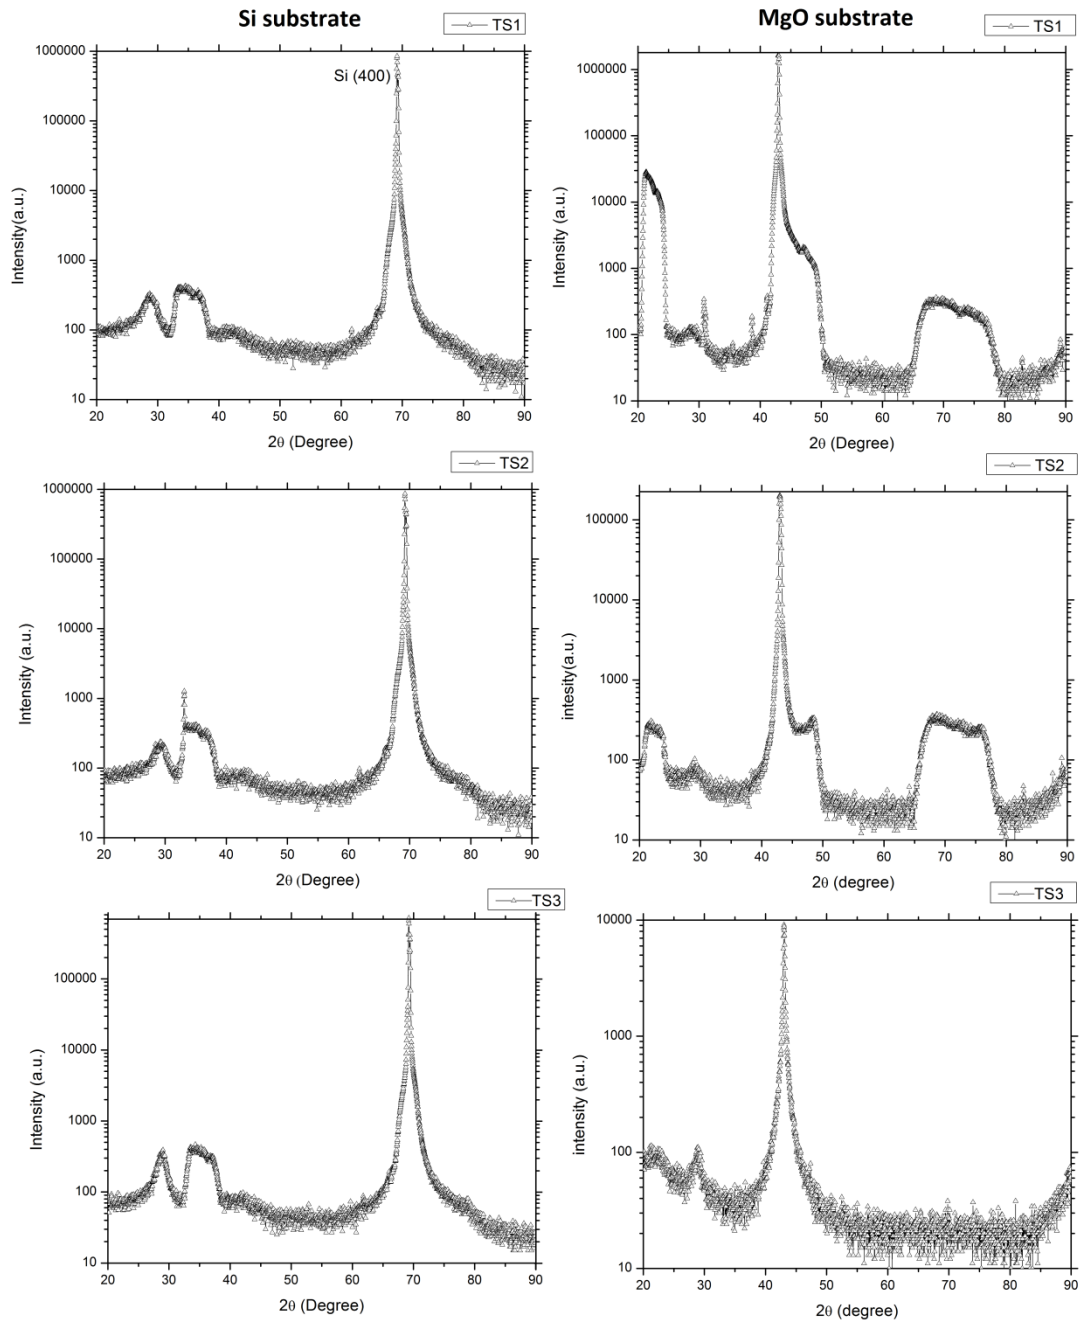 Si substrate
MgO substrate
TS1
TS1
Si (400)
Intensity(a.u.)
1000000
100000
10000
1000
100
10
20 30 40 50 60 70 80 90
2θ (Degree)
Intensity (a.u.)
1000000
100000
10000
1000
100
10
20 30 40 50 60 70 80 90
2θ (Degree)
TS2
TS2
Intensity (a.u.)
1000000
100000
10000
1000
100
10
20 30 40 50 60 70 80 90
2θ (Degree)
intesity(a.u.)
100000
10000
1000
100
10
20 30 40 50 60 70 80 90
2θ (degree)
TS3
TS3
Intensity (a.u.)
100000
10000
1000
100
10
20 30 40 50 60 70 80 90
2θ (Degree)
intensity (a.u.)
10000
1000
100
10
20 30 40 50 60 70 80 90
2θ (degree)